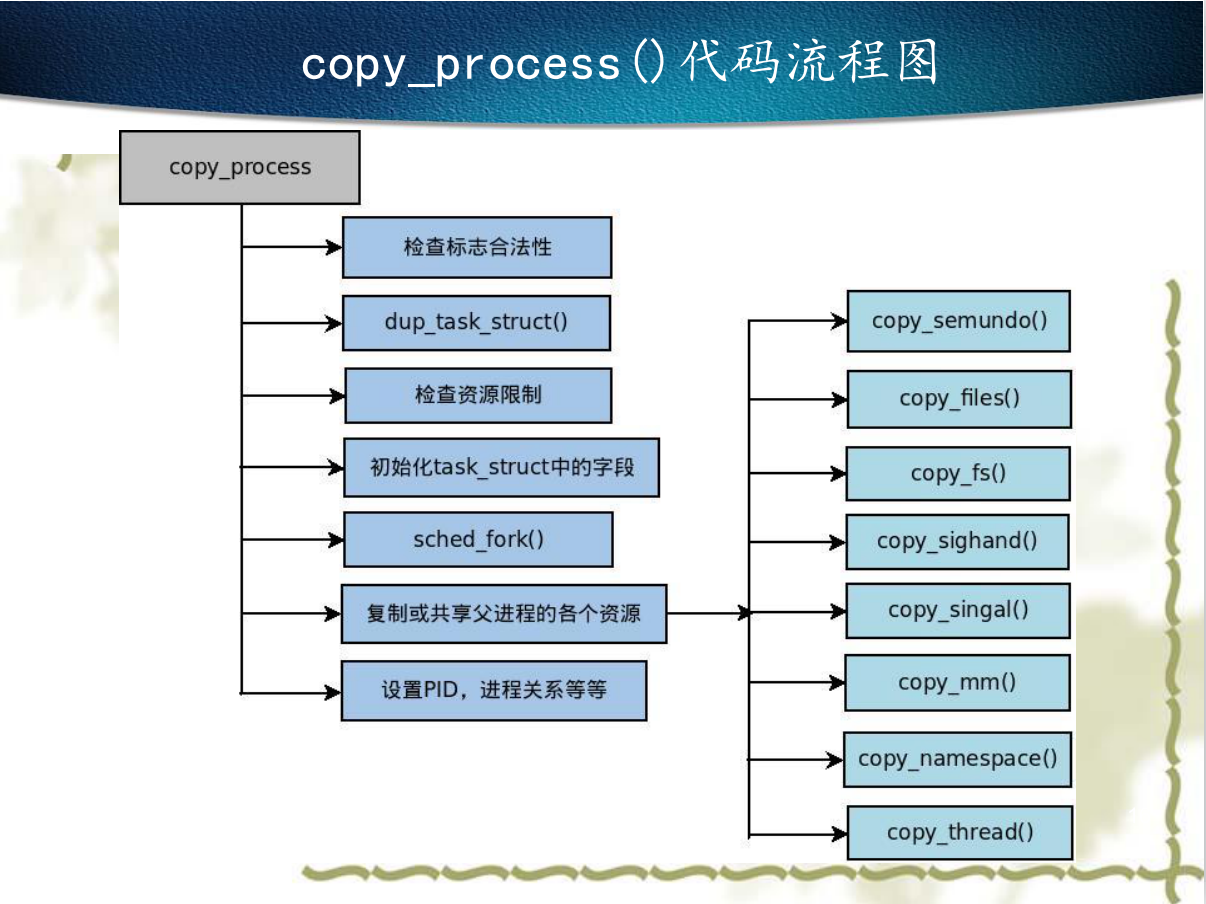 copy_process()代码流程图
copy_process
检查标志合法性
dup_task_struct()
检查资源限制
初始化task_struct中的字段
sched_fork()
复制或共享父进程的各个资源
设置PID，进程关系等等
copy_semundo()
copy_files()
copy_fs()
copy_sighand()
copy_singal()
copy_mm()
copy_namespace()
copy_thread()